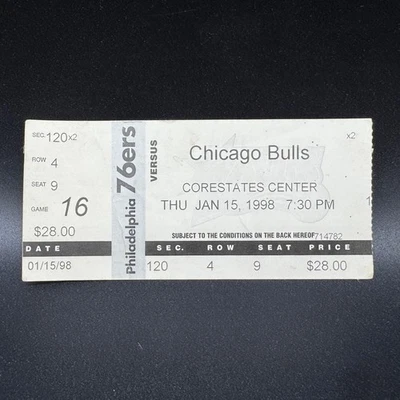 SEC. 120 x2
ROW 4
SEAT 9
GAME 16
$28.00
DATE
01/15/98
Philadelphia 76ers
VERSUS
x2
Chicago Bulls
CORESTATES CENTER
THU JAN 15, 1998 7:30 PM
1
SUBJECT TO THE CONDITIONS ON THE BACK HEREOF 714782
SEC. ROW SEAT PRICE
120 4 9 $28.00